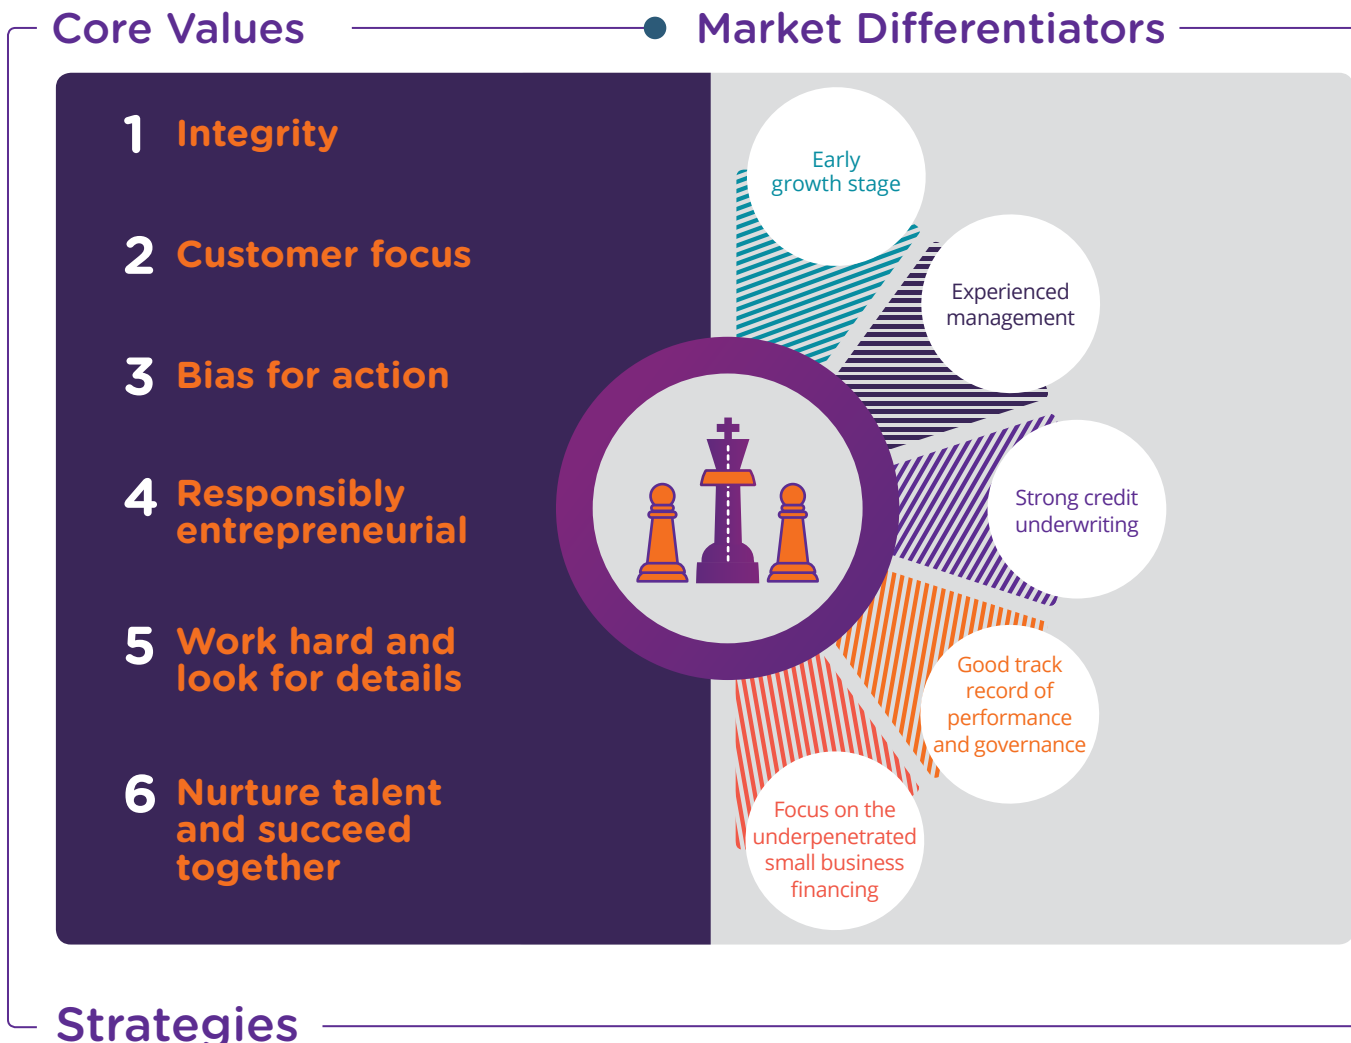 Core Values
Market Differentiators
1 Integrity
2 Customer focus
3 Bias for action
4 Responsibly
entrepreneurial
5 Work hard and
look for details
6 Nurture talent
and succeed
together
Early
growth stage
Experienced
management
Strong credit
underwriting
Good track
record of
performance
and governance
Focus on the
underpenetrated
small business
financing
Strategies